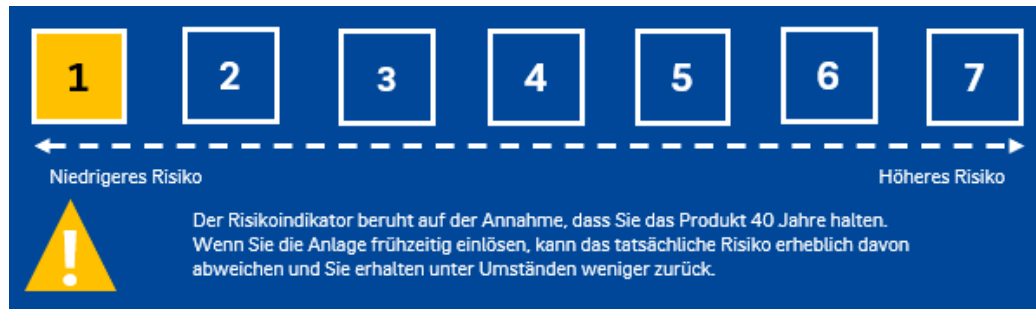 1 2 3 4 5 6 7
Niedrigeres Risiko Höheres Risiko
Der Risikoindikator beruht auf der Annahme, dass Sie das Produkt 40 Jahre halten.
Wenn Sie die Anlage frühzeitig einlösen, kann das tatsächliche Risiko erheblich davon
abweichen und Sie erhalten unter Umständen weniger zurück.